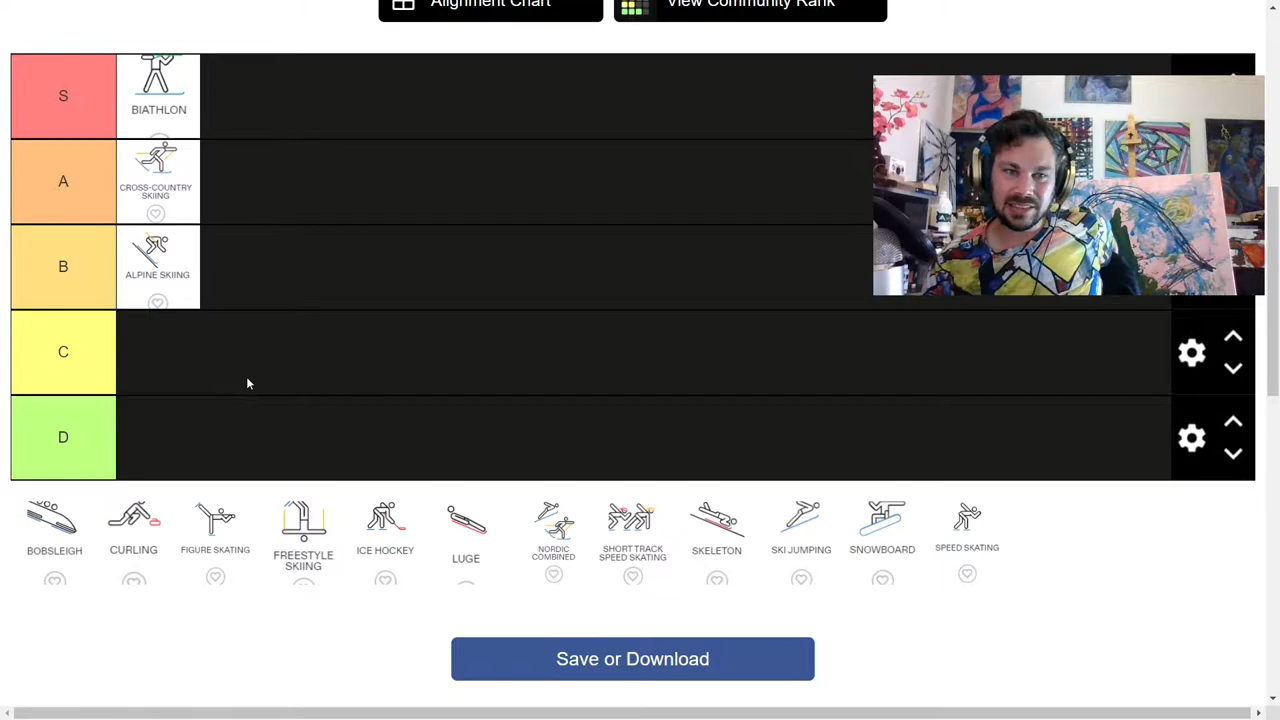 Alignment Chart
View Community Rank
S
BIATHLON
A
CROSS-COUNTRY
SKIING
B
ALPINE SKIING
C
D
BOBSLEIGH
CURLING
FIGURE SKATING
FREESTYLE
SKIING
ICE HOCKEY
LUGE
NORDIC
COMBINED
SHORT TRACK
SPEED SKATING
SKELETON
SKI JUMPING
SNOWBOARD
SPEED SKATING
Save or Download